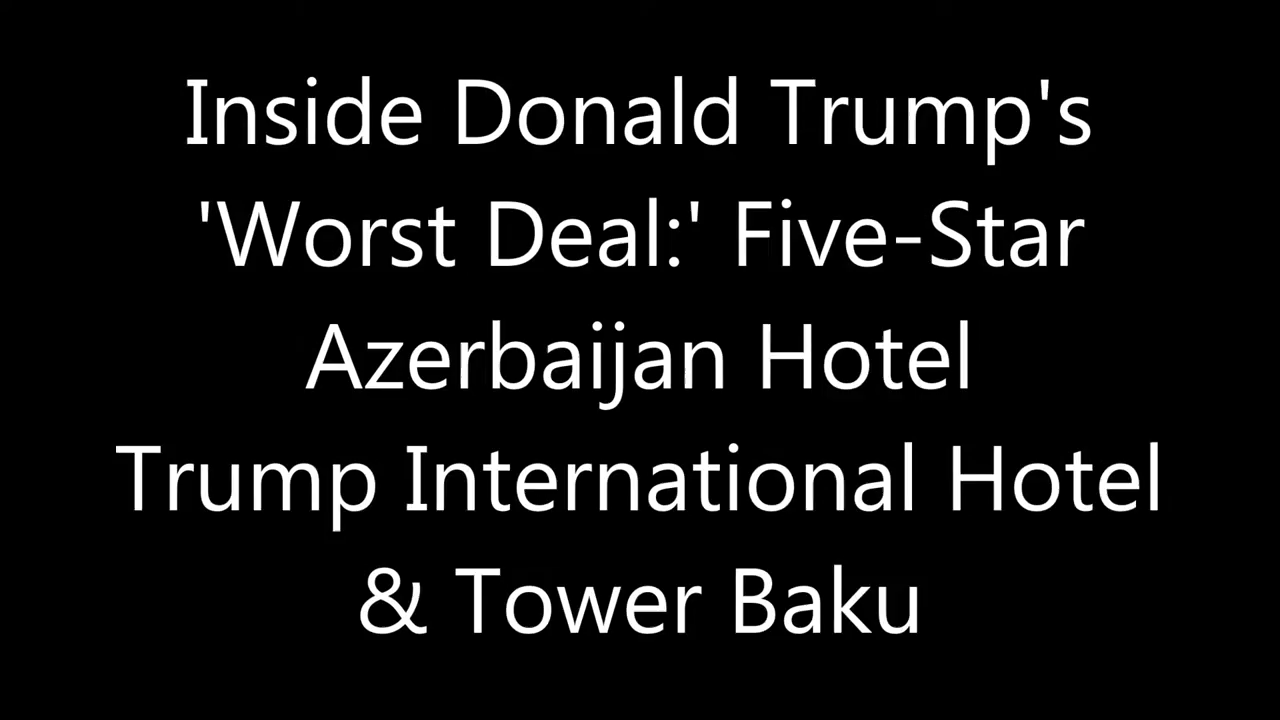 Inside Donald Trump's
'Worst Deal:' Five-Star
Azerbaijan Hotel
Trump International Hotel
& Tower Baku